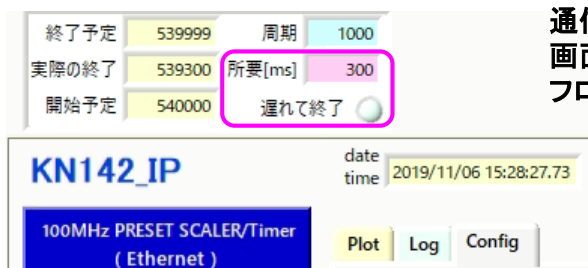 終了予定 539999 周期 1000
実際の終了 539300 所要[ms] 300
開始予定 540000 遅れて終了
通
画
フロ
KN142_IP
date
time 2019/11/06 15:28:27.73
100MHz PRESET SCALER/Timer
( Ethernet )
Plot Log Config